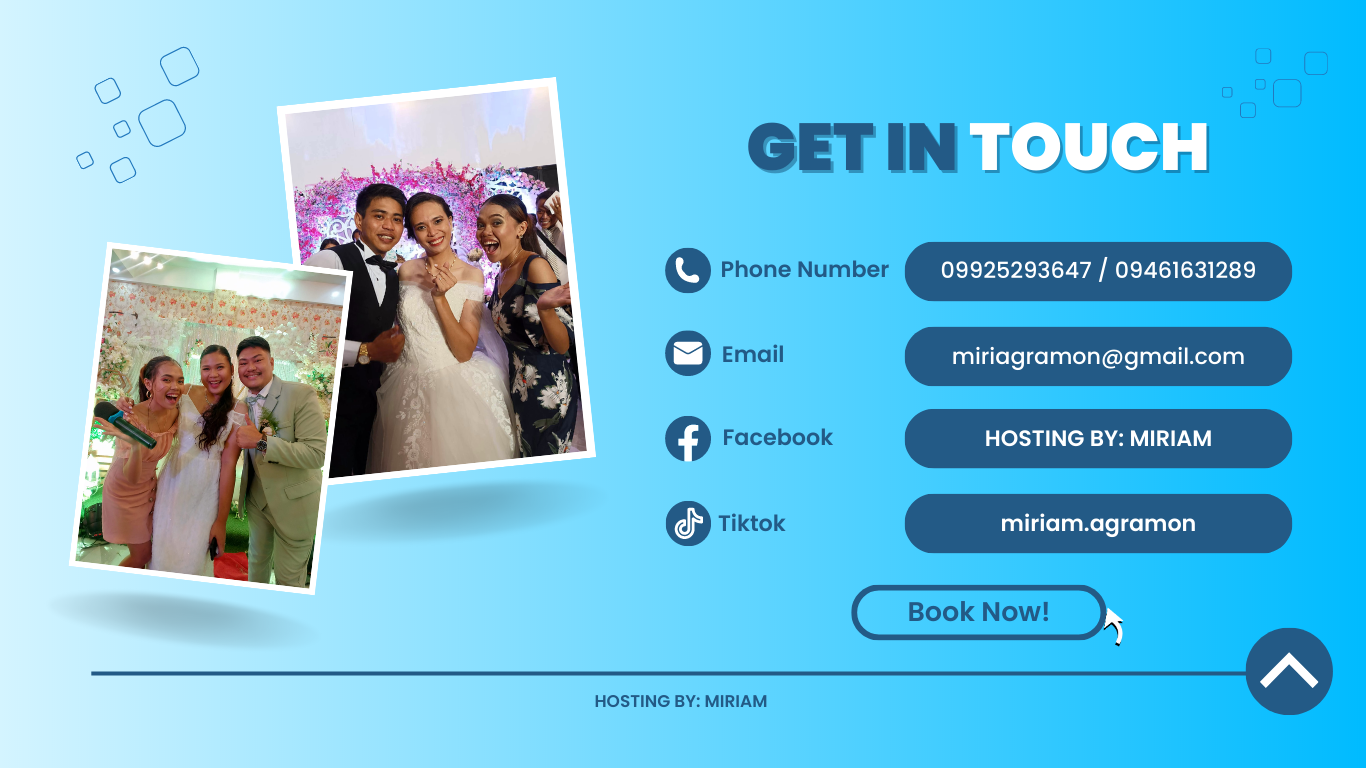 GET IN TOUCH
Phone Number
09925293647 / 09461631289
Email
miriagramon@gmail.com
Facebook
HOSTING BY: MIRIAM
Tiktok
miriam.agramon
Book Now!
HOSTING BY: MIRIAM